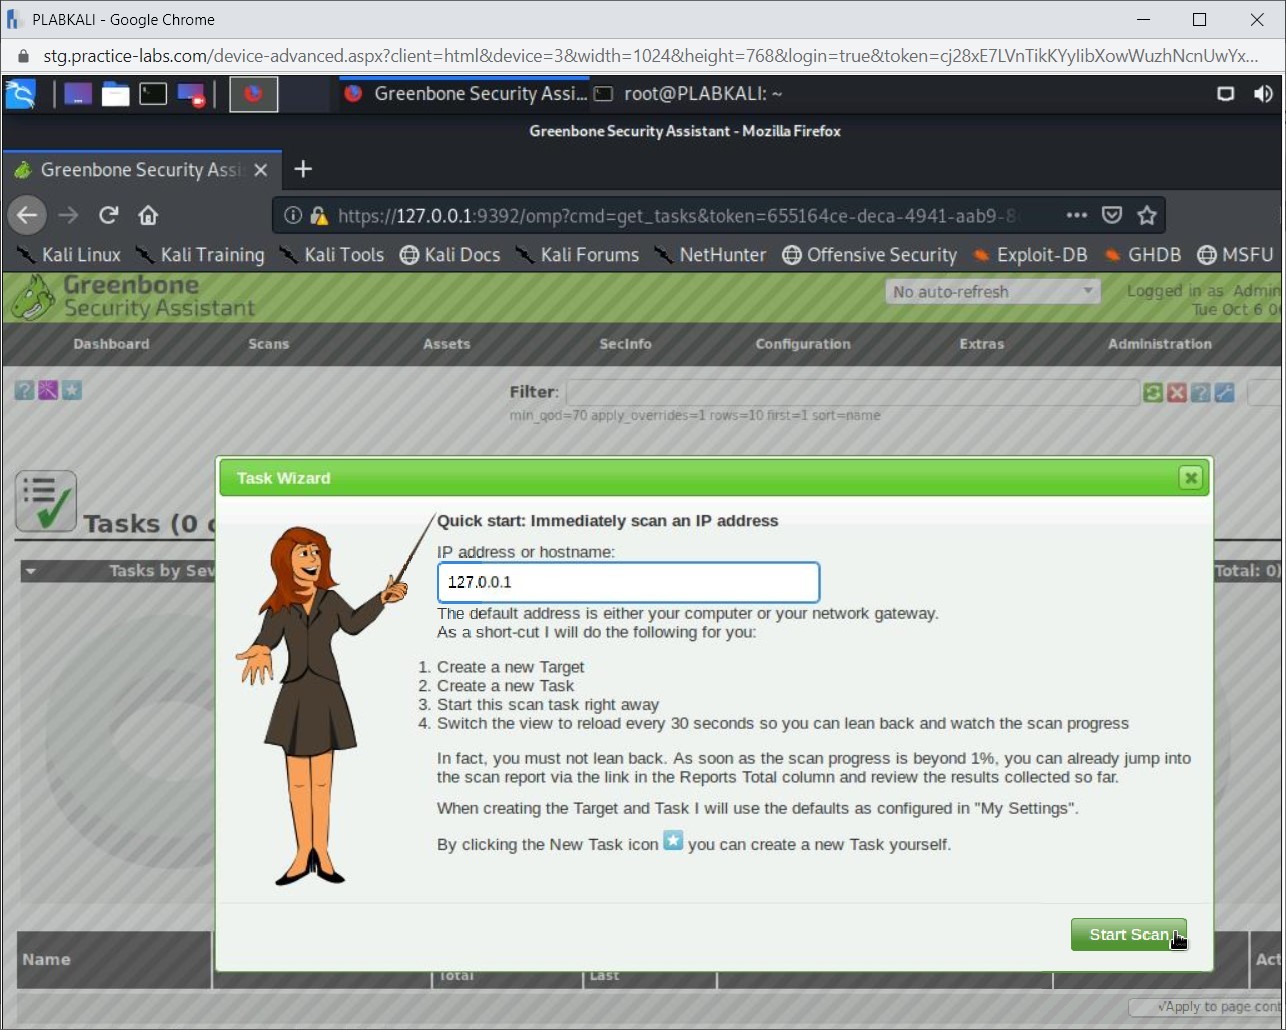 PLABKALI - Google Chrome
stg.practice-labs.com/device-advanced.aspx?client=html&device=3&width=1024&height=768&login=true&token=cj28xE7LVnTikKYylibXowWuzhNcnUwYx...
Greenbone Security Assi... root@PLABKALI: ~
Greenbone Security Assistant - Mozilla Firefox
Greenbone Security Assi
https://127.0.0.1:9392/omp?cmd=get_tasks&token=655164ce-deca-4941-aab9-8
Kali Linux Kali Training Kali Tools Kali Docs Kali Forums NetHunter Offensive Security Exploit-DB GHDB MSFU
Greenbone
Security Assistant
No auto-refresh
Logged in as Admin
Tue Oct 6 0
Dashboard Scans Assets SecInfo Configuration Extras Administration
Filter:
min_qod=70 apply_overrides=1 rows=10 first=1 sort=name
Task Wizard
Tasks (0
Tasks by Sev
Total: 0)
Quick start: Immediately scan an IP address
IP address or hostname:
127.0.0.1
The default address is either your computer or your network gateway.
As a short-cut I will do the following for you:
1. Create a new Target
2. Create a new Task
3. Start this scan task right away
4. Switch the view to reload every 30 seconds so you can lean back and watch the scan progress
In fact, you must not lean back. As soon as the scan progress is beyond 1%, you can already jump into
the scan report via the link in the Reports Total column and review the results collected so far.
When creating the Target and Task I will use the defaults as configured in "My Settings".
By clicking the New Task icon you can create a new Task yourself.
Start Scan
Name
Total
Last
Act
√Apply to page cont